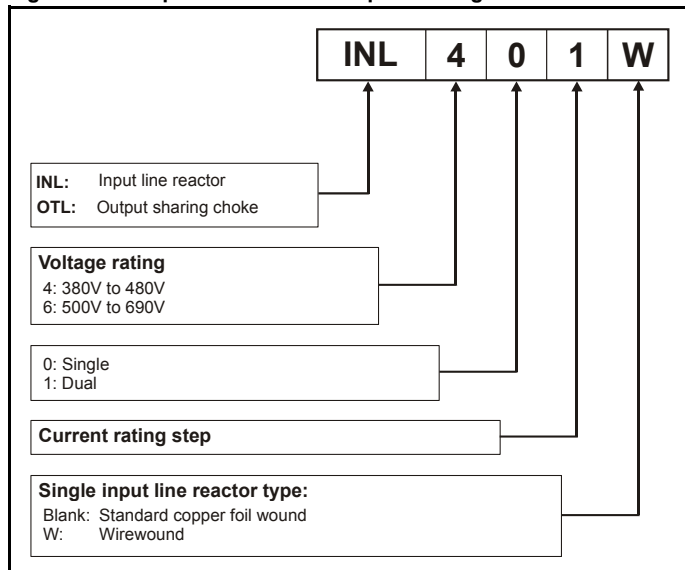 INL 4 0 1 W
INL: Input line reactor
OTL: Output sharing choke
Voltage rating
4: 380V to 480V
6: 500V to 690V
0: Single
1: Dual
Current rating step
Single input line reactor type:
Blank: Standard copper foil wound
W: Wirewound